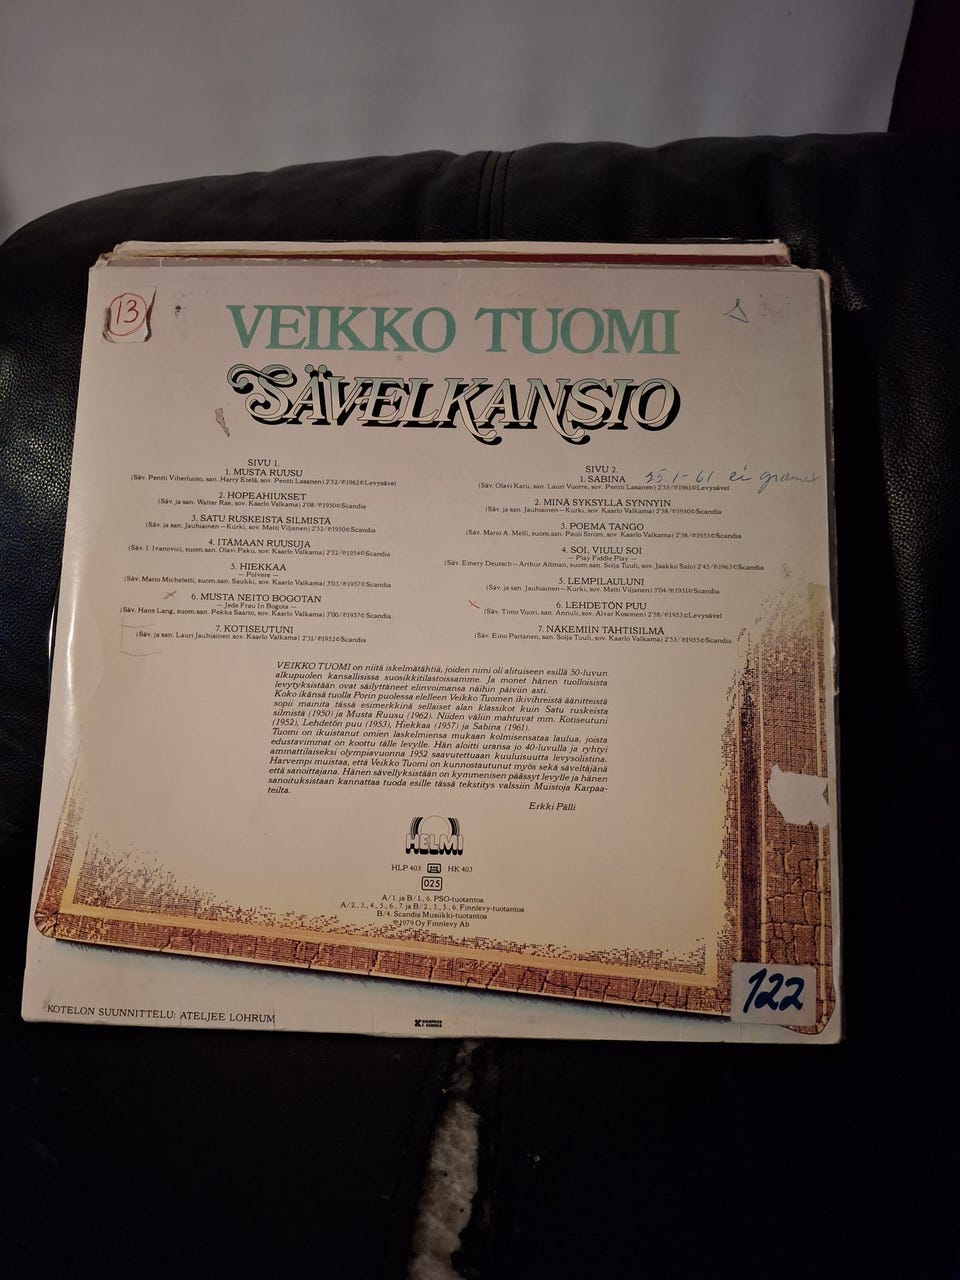 13
VEIKKO TUOMI
SÄVELKANSIO
SIVU 1.
1. MUSTA RUUSU
(Säv. Pentti Viherluoto, san. Harry Etelä, sov. Pentti Lasanen) 2'52/℗1962©Levysävel
2. HOPEAHIUKSET
(Säv. ja san. Walter Rae, sov. Kaarlo Valkama) 2'08/℗1950©Scandia
3. SATU RUSKEISTA SILMISTÄ
(Säv. ja san. Jauhiainen—Kurki, sov. Matti Viljanen) 2'52/℗1950©Scandia
4. ITÄMAAN RUUSUJA
(Säv. I. Ivanovici, suom.san. Olavi Paku, sov. Kaarlo Valkama) 2'52/℗1954©Scandia
5. HIEKKAA
— Polvere —
(Säv. Mario Micheletti, suom.san. Saukki, sov. Kaarlo Valkama) 3'03/℗1957©Scandia
6. MUSTA NEITO BOGOTAN
— Jede Frau In Bogota —
(Säv. Hans Lang, suom.san. Pekka Saarto, sov. Kaarlo Valkama) 3'00/℗1957©Scandia
7. KOTISEUTUNI
(Säv. ja san. Lauri Jauhiainen sov. Kaarlo Valkama) 2'31/℗1952©Scandia
SIVU 2.
1. SABINA 25.1-61 ei
(Säv. Olavi Karu, san. Lauri Vuorre, sov. Pentti Lasanen) 2'53/℗1961©Levysävel
2. MINÄ SYKSYLLÄ SYNNYIN
(Säv. ja san. Jauhiainen—Kurki, sov. Kaarlo Valkama) 2'58/℗1950©Scandia
3. POEMA TANGO
(Säv. Mario A. Melfi, suom.san. Pauli Ström, sov. Kaarlo Valkama) 2'38/℗1953©Scandia
4. SOI, VIULU SOI
— Play Fiddle Play —
(Säv. Emery Deutsch—Arthur Altman, suom.san. Solja Tuuli, sov. Jaakko Salo) 2'45/℗1963©Scandia
5. LEMPILAULUNI
(Säv. ja san. Jauhiainen—Kurki, sov. Matti Viljanen) 3'04/℗1951©Scandia
6. LEHDETÖN PUU
(Säv. Timo Vuori, san. Annuli, sov. Alvar Kosonen) 2'58/℗1953©Levysävel
7. NÄKEMIIN TÄHTISILMÄ
(Säv. Eino Partanen, san. Solja Tuuli, sov. Kaarlo Valkama) 2'55/℗1955©Scandia
VEIKKO TUOMI on niitä iskelmätähtiä, joiden nimi oli alituiseen esillä 50-luvun
alkupuolen kansallisissa suosikkitilastoissamme. Ja monet hänen tuolloisista
levytyksistään ovat säilyttäneet elinvoimansa näihin päiviin asti.
Koko ikänsä tuolla Porin puolessa elelleen Veikko Tuomen ikivihreistä äänitteistä
sopii mainita tässä esimerkkinä sellaiset alan klassikot kuin Satu ruskeista
silmistä (1950) ja Musta Ruusu (1962). Niiden väliin mahtuvat mm. Kotiseutuni
(1952), Lehdetön puu (1953), Hiekkaa (1957) ja Sabina (1961).
Tuomi on ikuistanut omien laskelmiensa mukaan kolmisensataa laulua, joista
edustavimmat on koottu tälle levylle. Hän aloitti uransa jo 40-luvulla ja ryhtyi
ammattilaiseksi olympiavuonna 1952 saavutettuaan kuuluisuutta levysolistina.
Harvempi muistaa, että Veikko Tuomi on kunnostautunut myös sekä säveltäjänä
että sanoittajana. Hänen sävellyksistään on kymmenisen päässyt levylle ja hänen
sanoituksistaan kannattaa tuoda esille tässä tekstitys valssiin Muistoja Karpaa-
teilta.
Erkki Pälli
HELMI
HLP 403 HK 403
025
A/1. ja B/1., 6. PSO-tuotantoa
A/2., 3., 4., 5., 6., 7. ja B/2., 3., 5., 6. Finnlevy-tuotantoa
B/4. Scandia Musiikki-tuotantoa
℗1979 Oy Finnlevy Ab
122
KOTELON SUUNNITTELU: ATELJEE LOHRUM